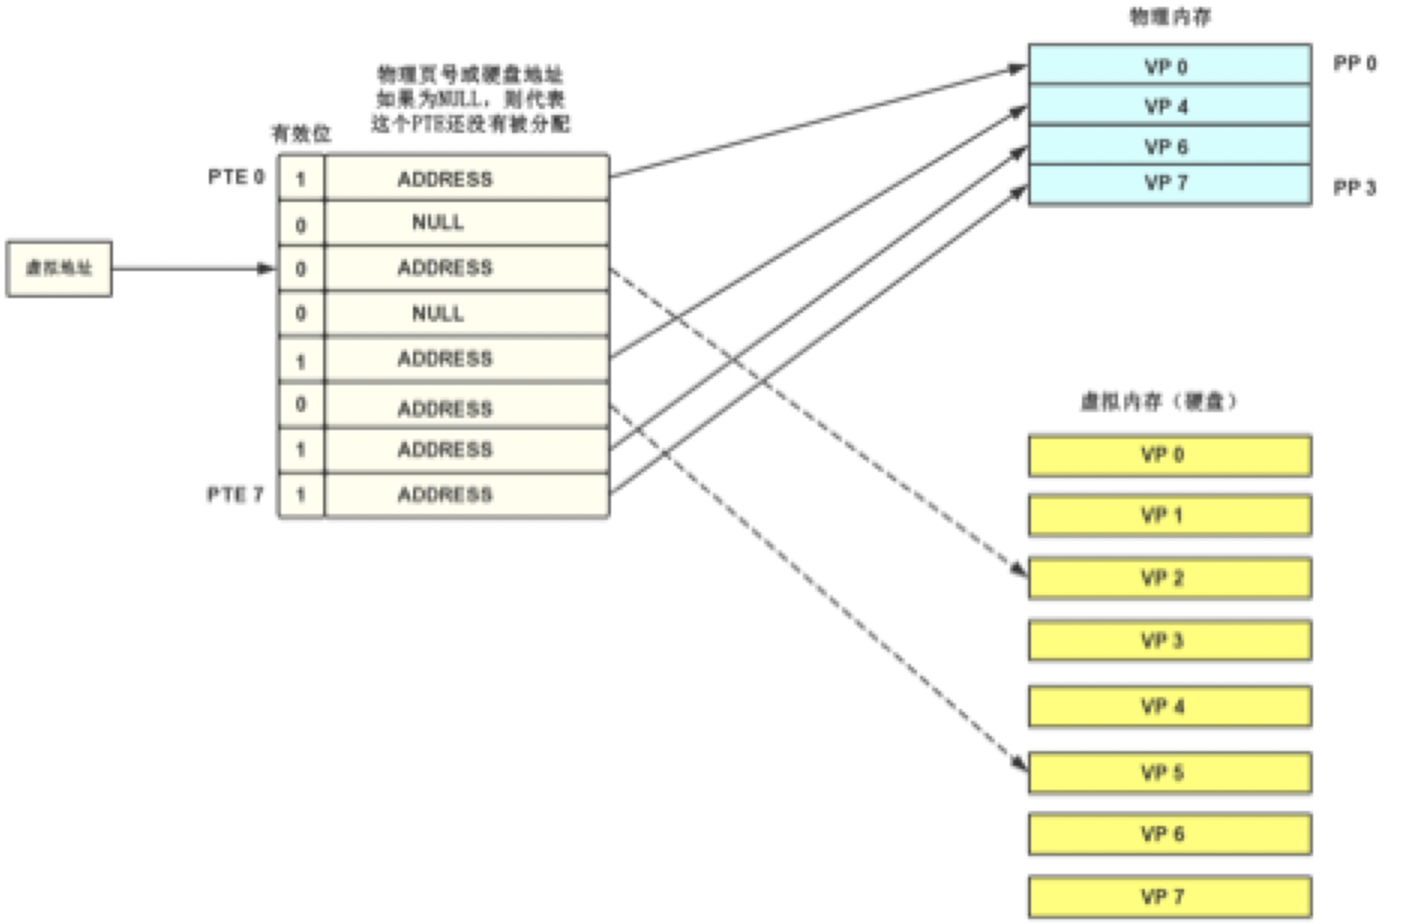 物理内存
VP 0
PP 0
VP 4
VP 6
VP 7
PP 3
物理页号或硬盘地址
如果为NULL，则代表
这个PTE还没有被分配
有效位
PTE 0
1
ADDRESS
0
NULL
虚拟地址
0
ADDRESS
0
NULL
1
ADDRESS
0
ADDRESS
1
ADDRESS
PTE 7
1
ADDRESS
虚拟内存（硬盘）
VP 0
VP 1
VP 2
VP 3
VP 4
VP 5
VP 6
VP 7